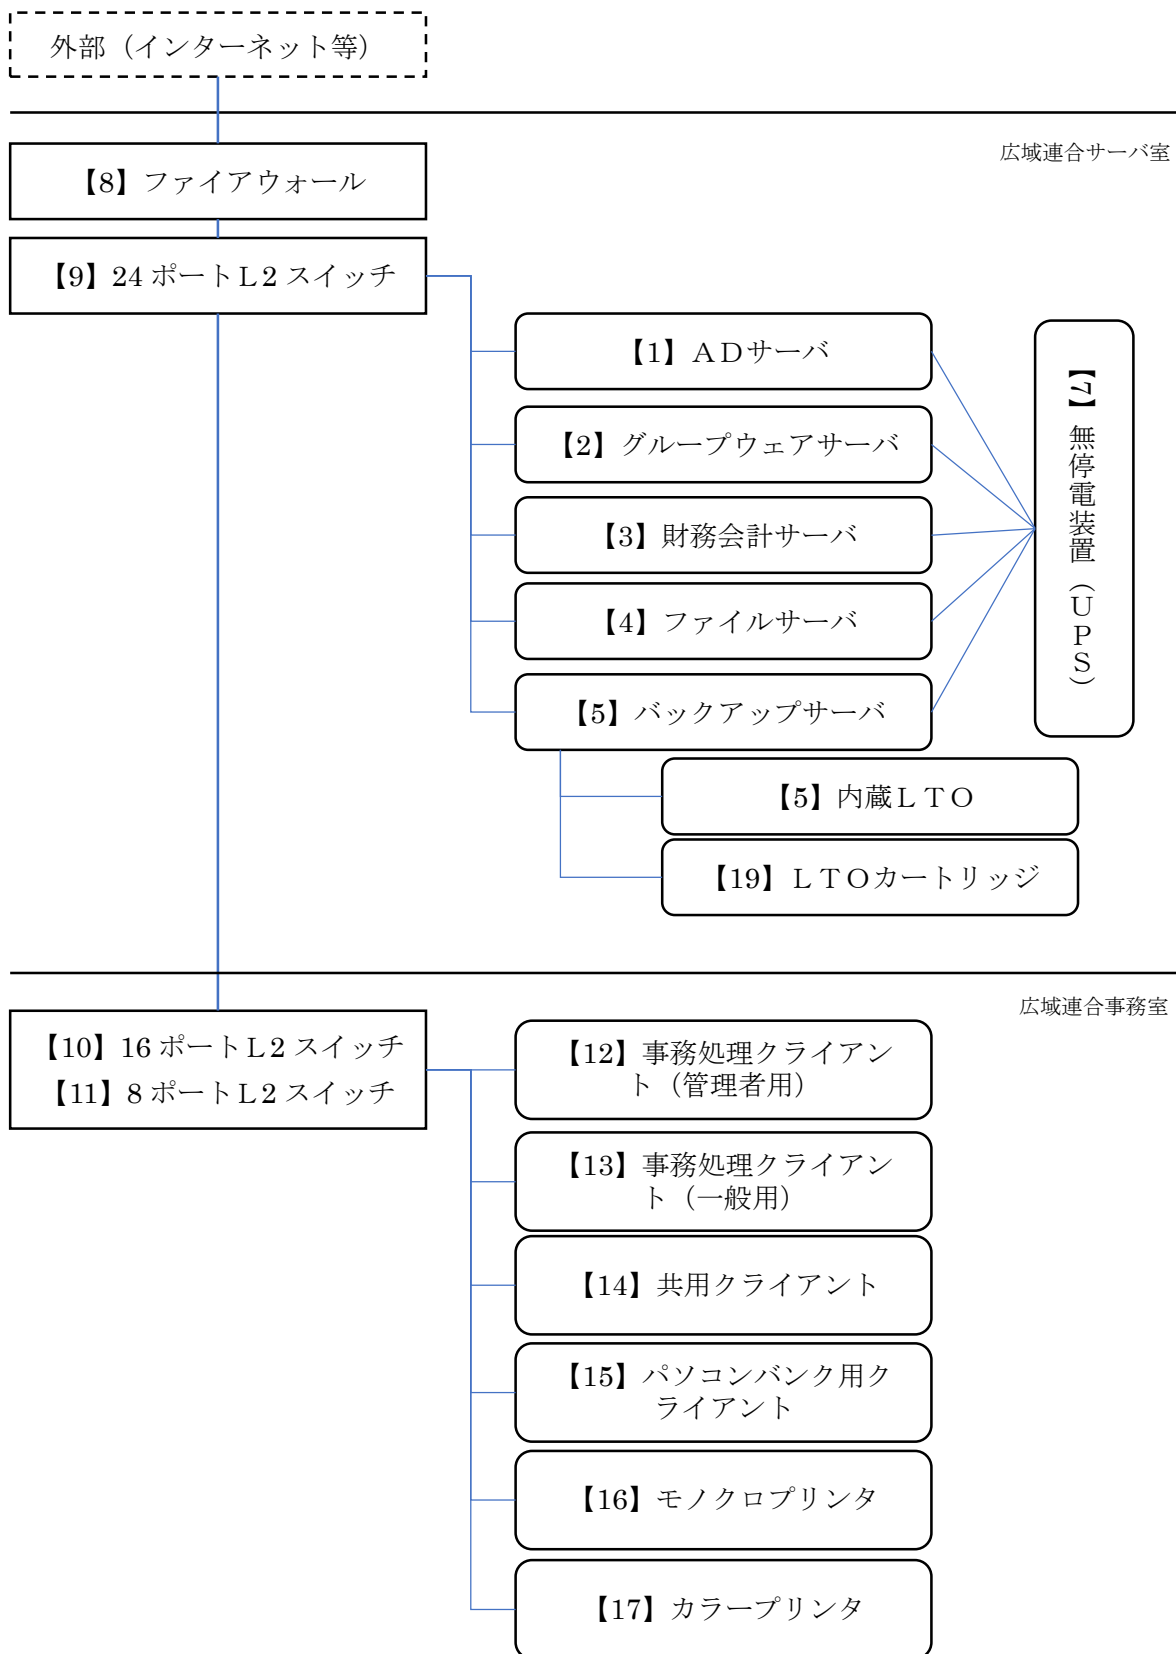 外部（インターネット等）
広域連合サーバ室
【8】ファイアウォール
【9】24 ポートＬ2 スイッチ
【1】ＡＤサーバ
【2】グループウェアサーバ
【3】財務会計サーバ
【4】ファイルサーバ
【5】バックアップサーバ
【7】無停電装置（ＵＰＳ）
【5】内蔵ＬＴＯ
【19】ＬＴＯカートリッジ
広域連合事務室
【10】16 ポートＬ2 スイッチ
【11】8 ポートＬ2 スイッチ
【12】事務処理クライアン
ト（管理者用）
【13】事務処理クライアン
ト（一般用）
【14】共用クライアント
【15】パソコンバンク用ク
ライアント
【16】モノクロプリンタ
【17】カラープリンタ